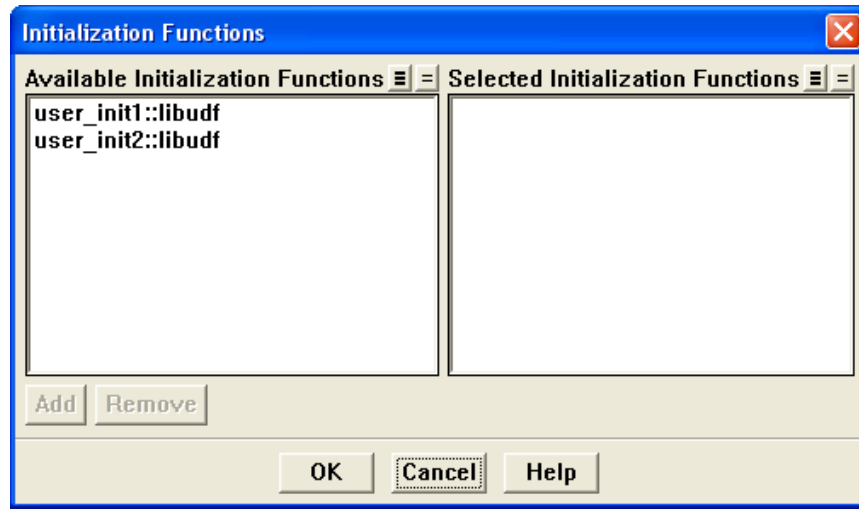 Initialization Functions
Available Initialization Functions Selected Initialization Functions
user_init1::libudf
user_init2::libudf
Add Remove
OK Cancel Help